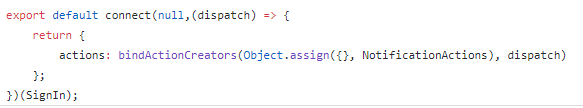 export default connect(null,(dispatch) => {
    return {
        actions: bindActionCreators(Object.assign({}, NotificationActions), dispatch)
    };
})(SignIn);